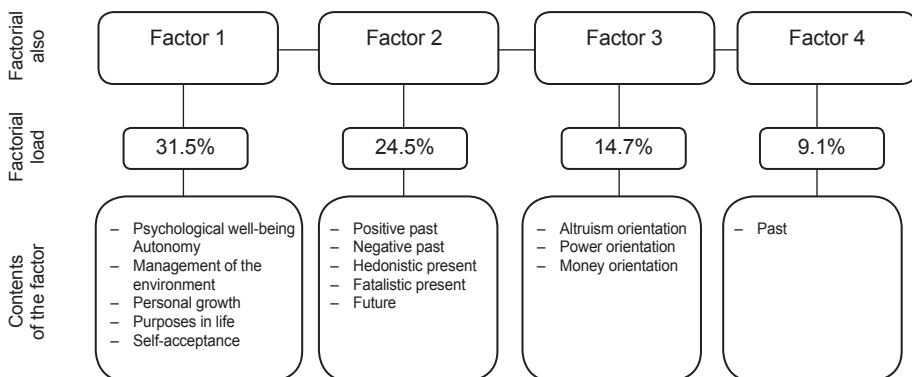 Factorial
also
Factor 1
Factor 2
Factor 3
Factor 4
Factorial
load
31.5%
24.5%
14.7%
9.1%
Contents
of the factor
– Psychological well-being
Autonomy
– Management of the
environment
– Personal growth
– Purposes in life
– Self-acceptance
– Positive past
– Negative past
– Hedonistic present
– Fatalistic present
– Future
– Altruism orientation
– Power orientation
– Money orientation
– Past